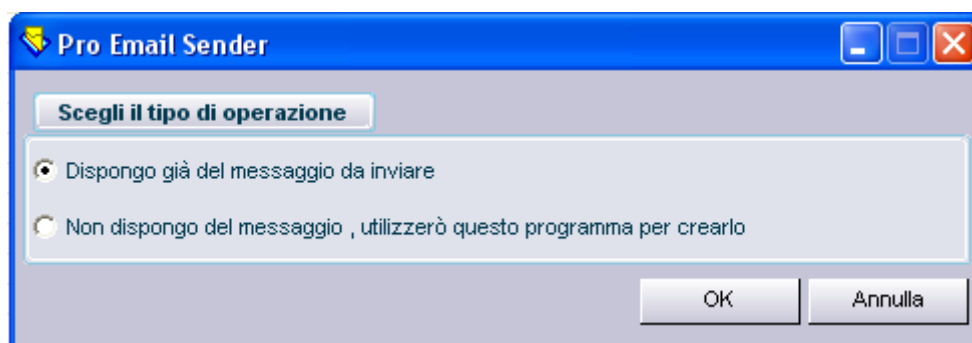 Pro Email Sender
Scegli il tipo di operazione
Dispongo già del messaggio da inviare
Non dispongo del messaggio , utilizzerò questo programma per crearlo
OK Annulla